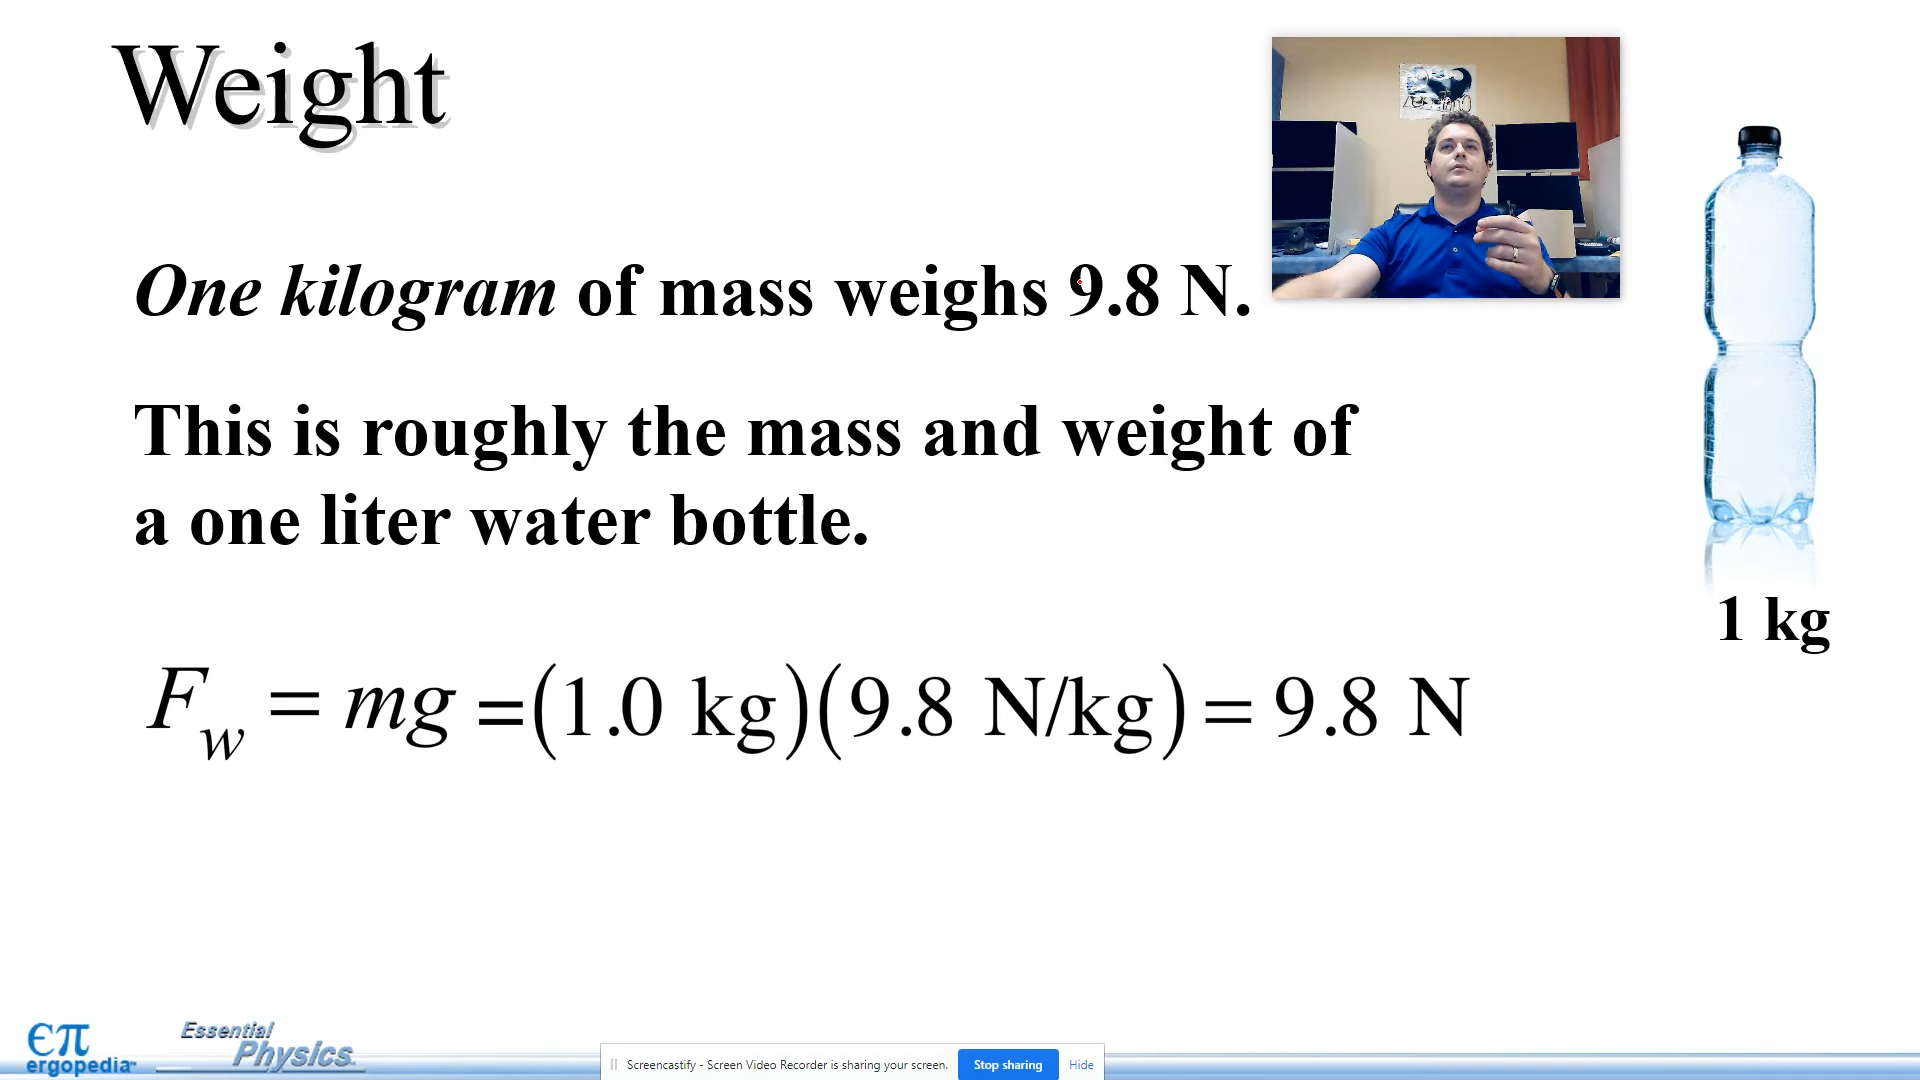 Weight
One kilogram of mass weighs 9.8 N.
This is roughly the mass and weight of
a one liter water bottle.
1 kg
F_w = mg = (1.0 kg)(9.8 N/kg) = 9.8 N
επ
ergopedia™
Essential
Physics
Screencastify - Screen Video Recorder is sharing your screen.
Stop sharing
Hide